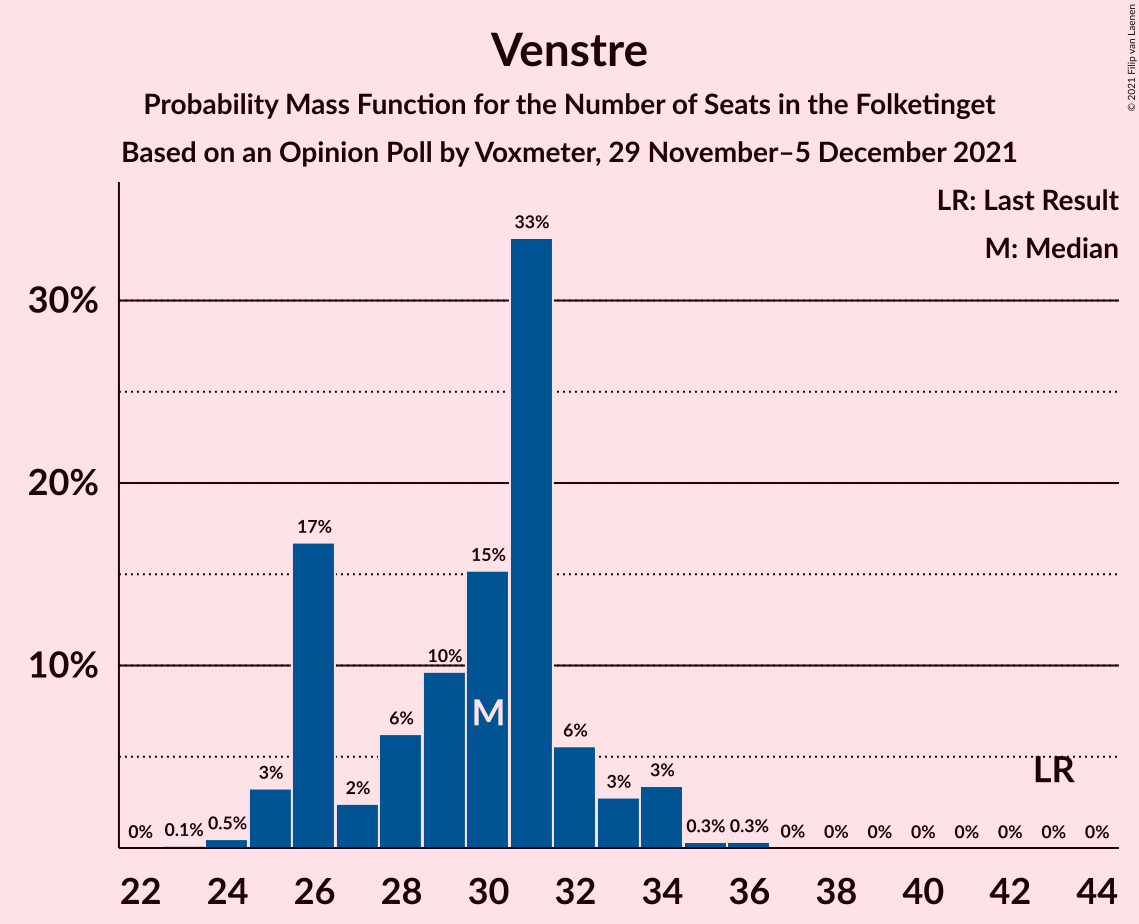 Venstre
Probability Mass Function for the Number of Seats in the Folketinget
Based on an Opinion Poll by Voxmeter, 29 November–5 December 2021
© 2021 Filip van Laenen
LR: Last Result
M: Median
30%
20%
10%
0%
0.1%
0.5%
3%
17%
2%
6%
10%
15%
33%
6%
3%
3%
0.3%
0.3%
0%
0%
0%
0%
0%
0%
0%
0%
M
LR
22 24 26 28 30 32 34 36 38 40 42 44